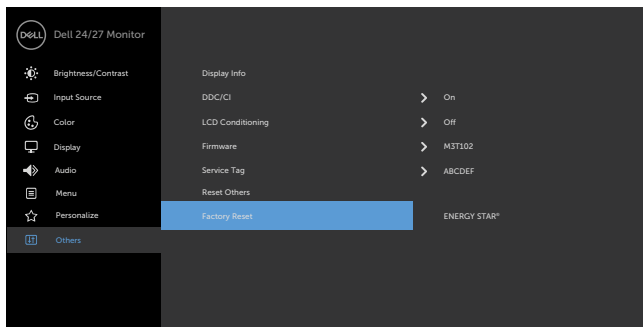 DELL Dell 24/27 Monitor
Brightness/Contrast Display Info
Input Source DDC/CI On
Color LCD Conditioning Off
Display Firmware M3T102
Audio Service Tag ABCDEF
Menu Reset Others
Personalize Factory Reset ENERGY STAR®
Others